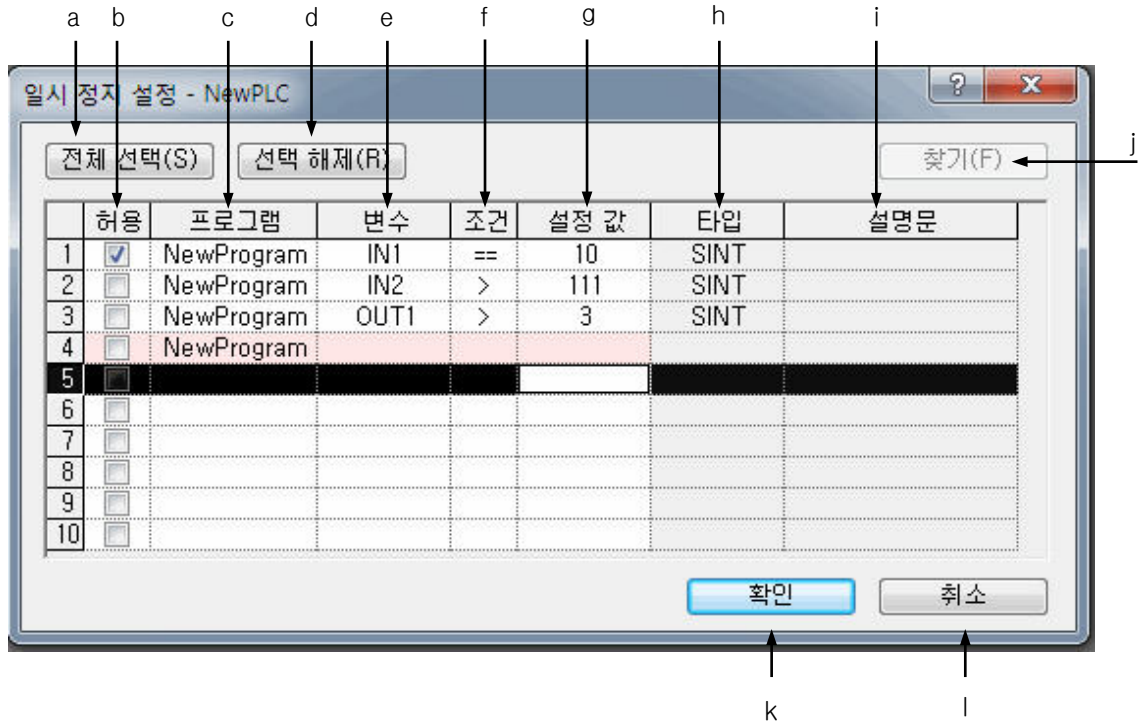 a b c d e f g h i
일시 정지 설정 - NewPLC
전체 선택(S) 선택 해제(R) 찾기(F) j
허용 프로그램 변수 조건 설정 값 타입 설명문
1 NewProgram IN1 == 10 SINT
2 NewProgram IN2 > 111 SINT
3 NewProgram OUT1 > 3 SINT
4 NewProgram
5
6
7
8
9
10
확인 취소
k l